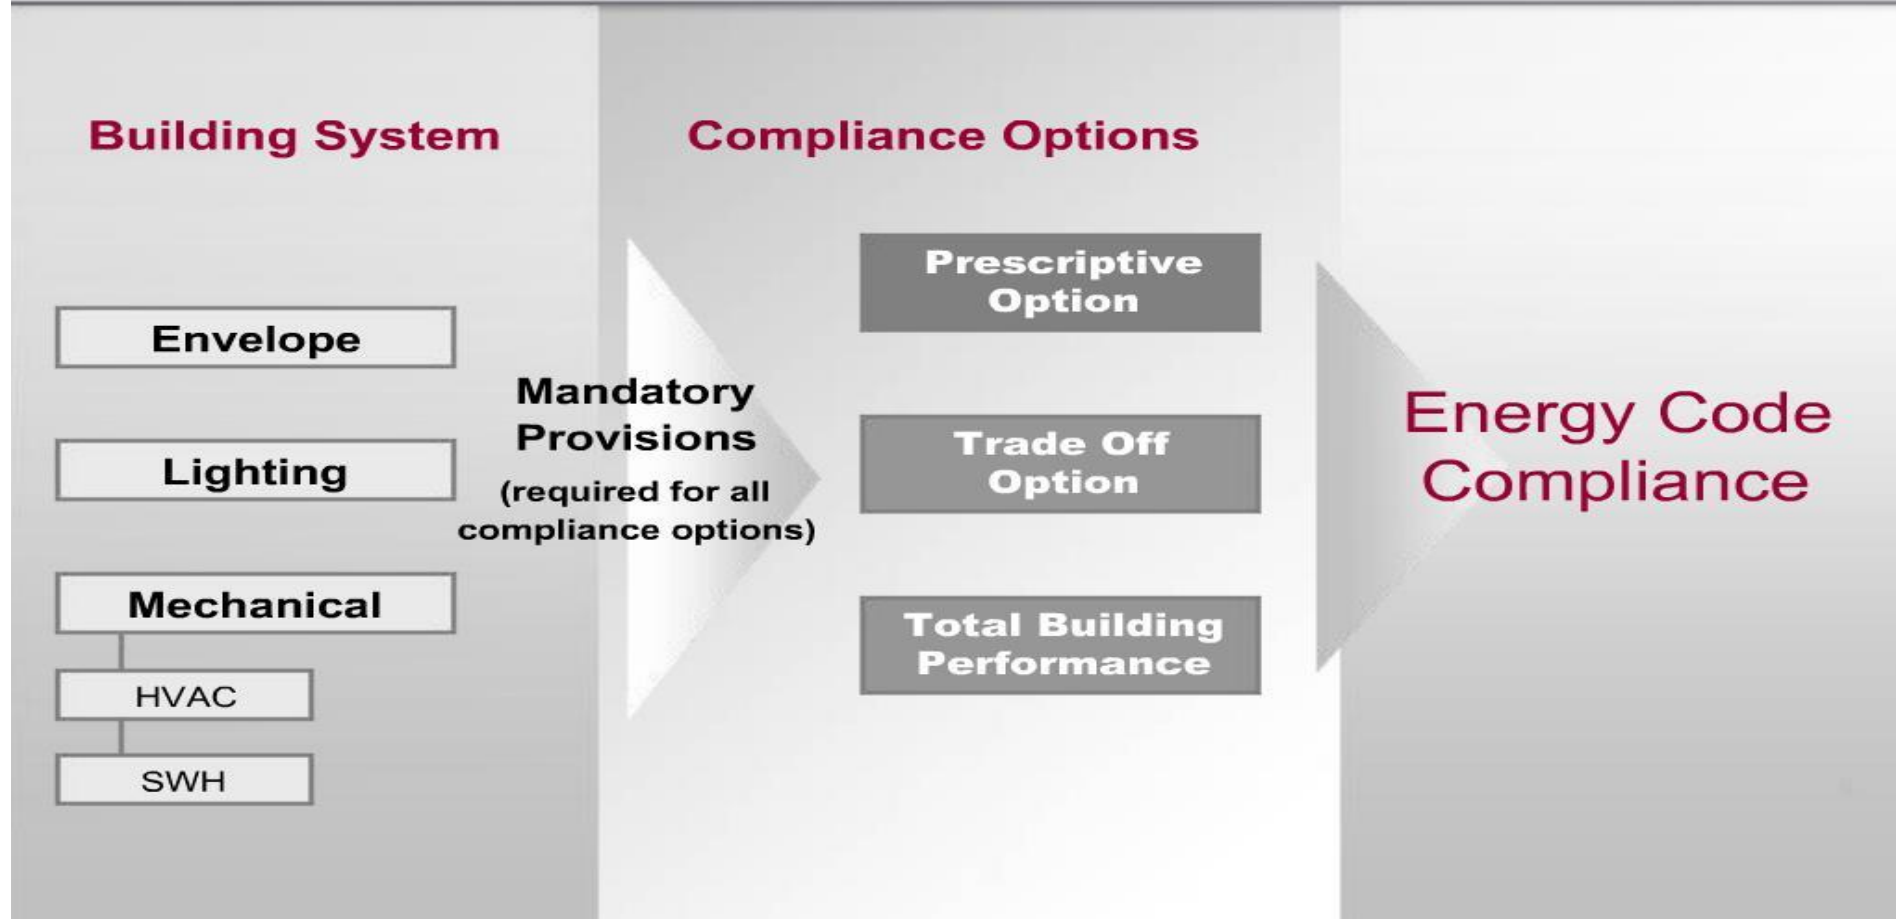 Building System
Envelope
Lighting
Mechanical
HVAC
SWH
Mandatory
Provisions
(required for all
compliance options)
Compliance Options
Prescriptive
Option
Trade Off
Option
Total Building
Performance
Energy Code
Compliance